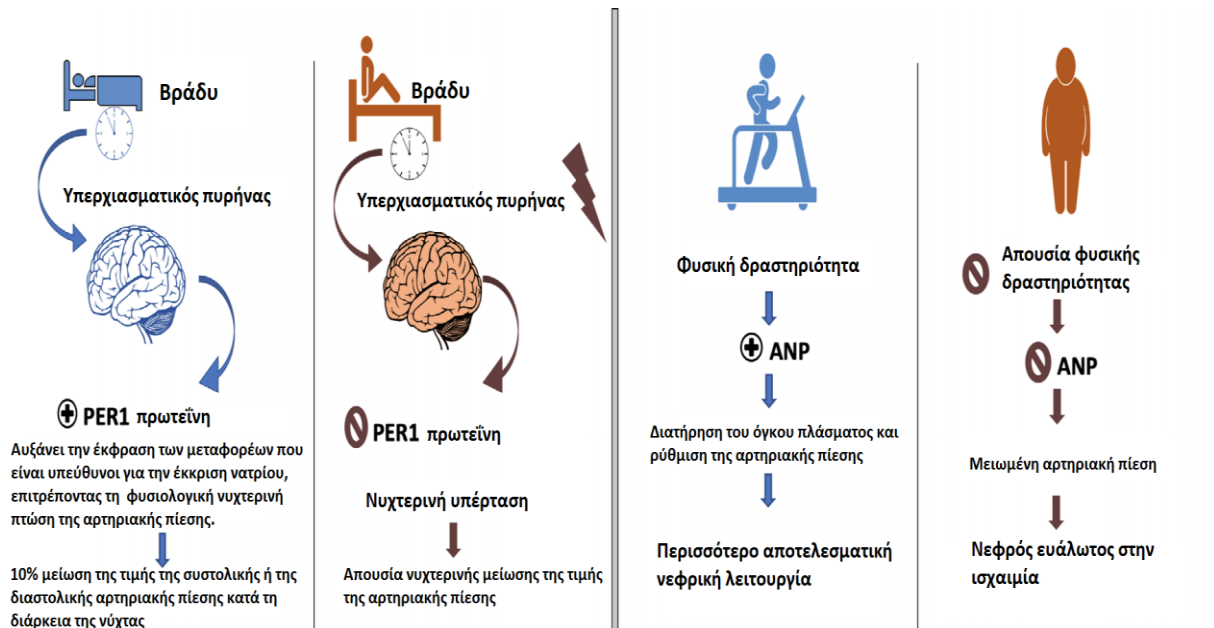 Βράδυ
Υπερχιασματικός πυρήνας
PER1 πρωτεΐνη
Αυξάνει την έκφραση των μεταφορέων που
είναι υπεύθυνοι για την έκκριση νατρίου,
επιτρέποντας τη φυσιολογική νυχτερινή
πτώση της αρτηριακής πίεσης.
10% μείωση της τιμής της συστολικής ή της
διαστολικής αρτηριακής πίεσης κατά τη
διάρκεια της νύχτας
Βράδυ
Υπερχιασματικός πυρήνας
PER1 πρωτεΐνη
Νυχτερινή υπέρταση
Απουσία νυχτερινής μείωσης της τιμής
της αρτηριακής πίεσης
Φυσική δραστηριότητα
ANP
Διατήρηση του όγκου πλάσματος και
ρύθμιση της αρτηριακής πίεσης
Περισσότερο αποτελεσματική
νεφρική λειτουργία
Απουσία φυσικής
δραστηριότητας
ANP
Μειωμένη αρτηριακή πίεση
Νεφρός ευάλωτος στην
ισχαιμία